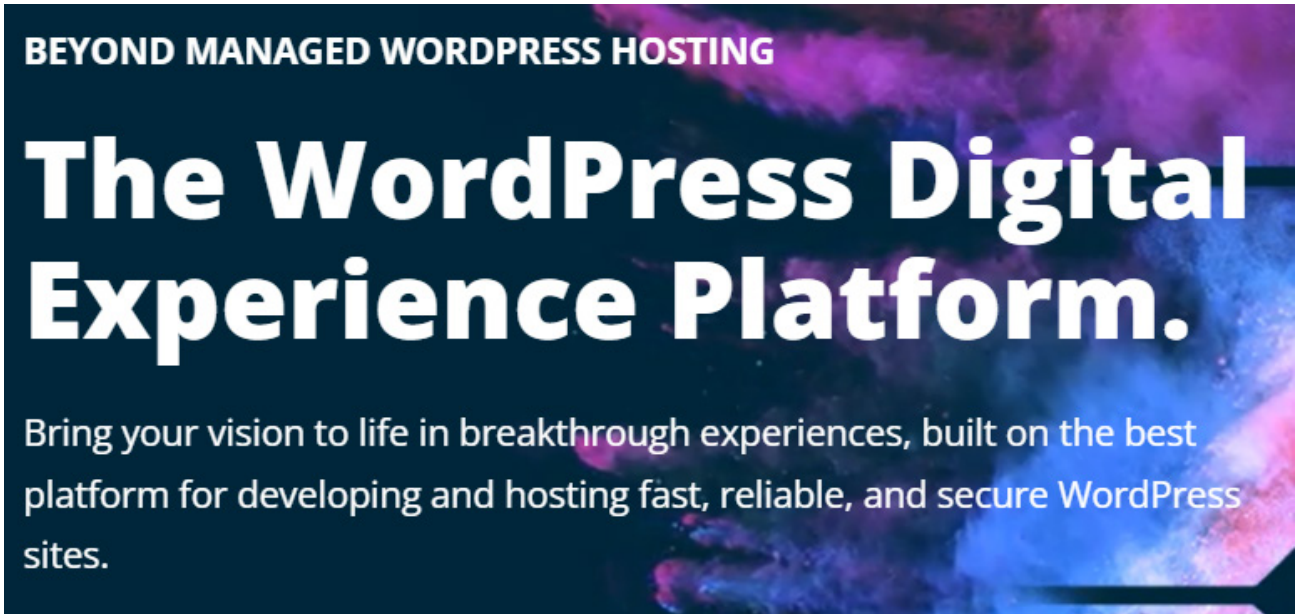 BEYOND MANAGED WORDPRESS HOSTING
The WordPress Digital
Experience Platform.
Bring your vision to life in breakthrough experiences, built on the best
platform for developing and hosting fast, reliable, and secure WordPress
sites.